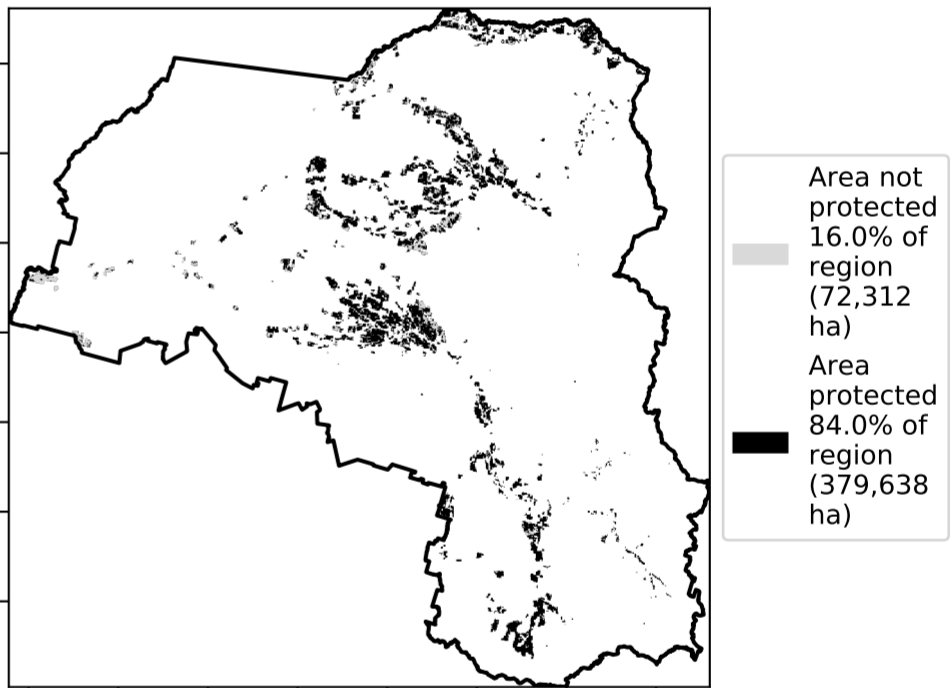 Area not
protected
16.0% of
region
(72,312
ha)
Area
protected
84.0% of
region
(379,638
ha)